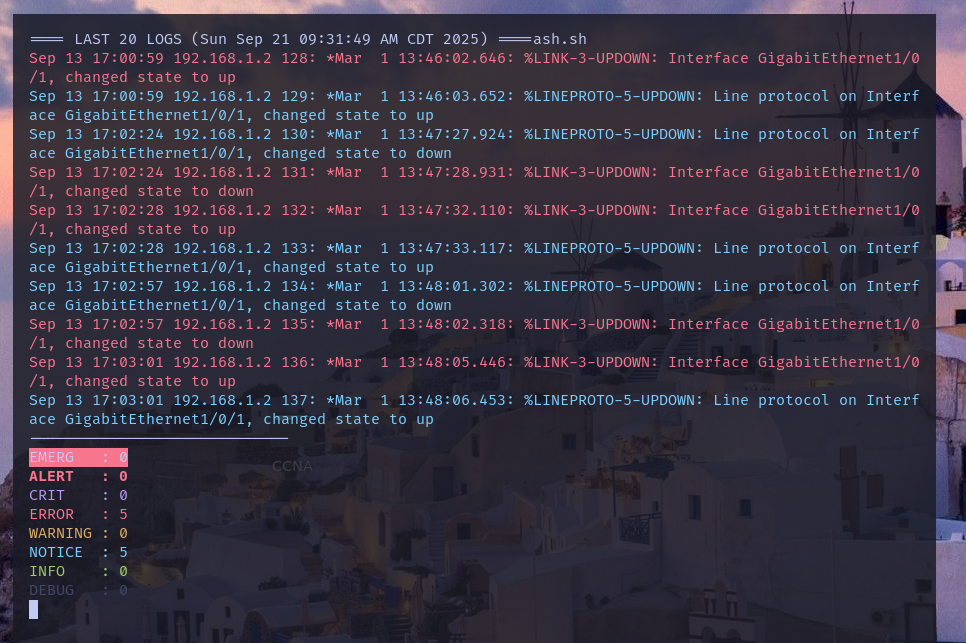 ════ LAST 20 LOGS (Sun Sep 21 09:31:49 AM CDT 2025) ════ash.sh
Sep 13 17:00:59 192.168.1.2 128: *Mar  1 13:46:02.646: %LINK-3-UPDOWN: Interface GigabitEthernet1/0
/1, changed state to up
Sep 13 17:00:59 192.168.1.2 129: *Mar  1 13:46:03.652: %LINEPROTO-5-UPDOWN: Line protocol on Interf
ace GigabitEthernet1/0/1, changed state to up
Sep 13 17:02:24 192.168.1.2 130: *Mar  1 13:47:27.924: %LINEPROTO-5-UPDOWN: Line protocol on Interf
ace GigabitEthernet1/0/1, changed state to down
Sep 13 17:02:24 192.168.1.2 131: *Mar  1 13:47:28.931: %LINK-3-UPDOWN: Interface GigabitEthernet1/0
/1, changed state to down
Sep 13 17:02:28 192.168.1.2 132: *Mar  1 13:47:32.110: %LINK-3-UPDOWN: Interface GigabitEthernet1/0
/1, changed state to up
Sep 13 17:02:28 192.168.1.2 133: *Mar  1 13:47:33.117: %LINEPROTO-5-UPDOWN: Line protocol on Interf
ace GigabitEthernet1/0/1, changed state to up
Sep 13 17:02:57 192.168.1.2 134: *Mar  1 13:48:01.302: %LINEPROTO-5-UPDOWN: Line protocol on Interf
ace GigabitEthernet1/0/1, changed state to down
Sep 13 17:02:57 192.168.1.2 135: *Mar  1 13:48:02.318: %LINK-3-UPDOWN: Interface GigabitEthernet1/0
/1, changed state to down
Sep 13 17:03:01 192.168.1.2 136: *Mar  1 13:48:05.446: %LINK-3-UPDOWN: Interface GigabitEthernet1/0
/1, changed state to up
Sep 13 17:03:01 192.168.1.2 137: *Mar  1 13:48:06.453: %LINEPROTO-5-UPDOWN: Line protocol on Interf
ace GigabitEthernet1/0/1, changed state to up
EMERG   : 0
CCNA
ALERT   : 0
CRIT    : 0
ERROR   : 5
WARNING : 0
NOTICE  : 5
INFO    : 0
DEBUG   : 0